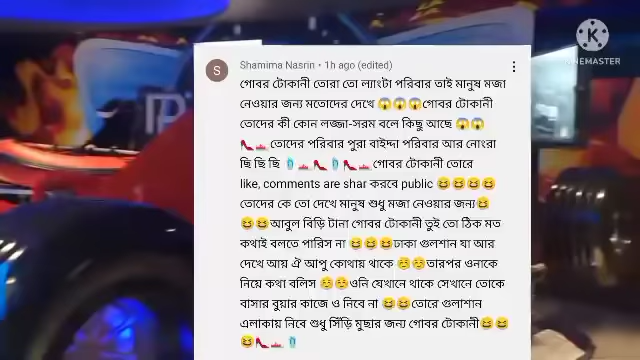 KINEMASTER
Shamima Nasrin • 1h ago (edited)
S
গোবর টোকানী তোরা তো ল্যাংটা পরিবার তাই মানুষ মজা
নেওয়ার জন্য মতোদের দেখে 😱😱😱গোবর টোকানী
তোদের কী কোন লজ্জা-সরম বলে কিছু আছে 😱😱
👠🩴তোদের পরিবার পুরা বাইদ্দা পরিবার আর নোংরা
ছি ছি ছি 🩴👠🩴👠গোবর টোকানী তোরে
like, comments are shar করবে public 😆😆😆😆
তোদের কে তো দেখে মানুষ শুধু মজা নেওয়ার জন্য😆
😆😆আবুল বিড়ি টানা গোবর টোকানী তুই তো ঠিক মত
কথাই বলতে পারিস না 😆😆😆ঢাকা গুলশান যা আর
দেখে আয় ঐ আপু কোথায় থাকে ☺️☺️তারপর ওনাকে
নিয়ে কথা বলিস ☺️☺️ওনি যেখানে থাকে সেখানে তোকে
বাসার বুয়ার কাজে ও নিবে না 😆😆তোরে গুলাশান
এলাকায় নিবে শুধু সিঁড়ি মুছার জন্য গোবর টোকানী😆😆
😆👠🩴